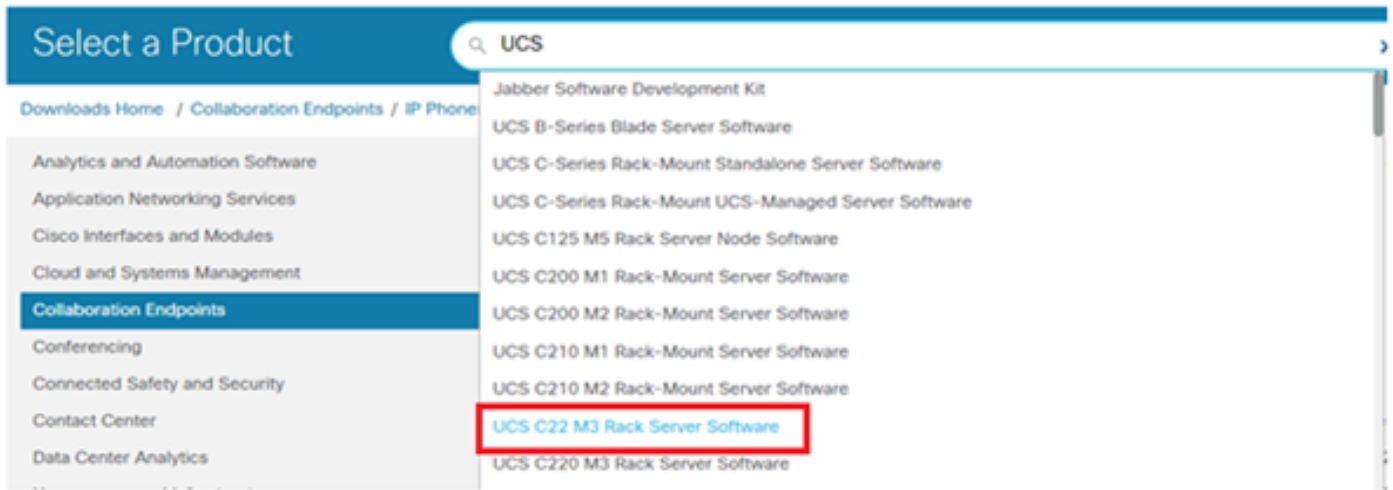 Select a Product
UCS
Downloads Home / Collaboration Endpoints / IP Phone
Analytics and Automation Software
Application Networking Services
Cisco Interfaces and Modules
Cloud and Systems Management
Collaboration Endpoints
Conferencing
Connected Safety and Security
Contact Center
Data Center Analytics
Jabber Software Development Kit
UCS B-Series Blade Server Software
UCS C-Series Rack-Mount Standalone Server Software
UCS C-Series Rack-Mount UCS-Managed Server Software
UCS C125 M5 Rack Server Node Software
UCS C200 M1 Rack-Mount Server Software
UCS C200 M2 Rack-Mount Server Software
UCS C210 M1 Rack-Mount Server Software
UCS C210 M2 Rack-Mount Server Software
UCS C22 M3 Rack Server Software
UCS C220 M3 Rack Server Software